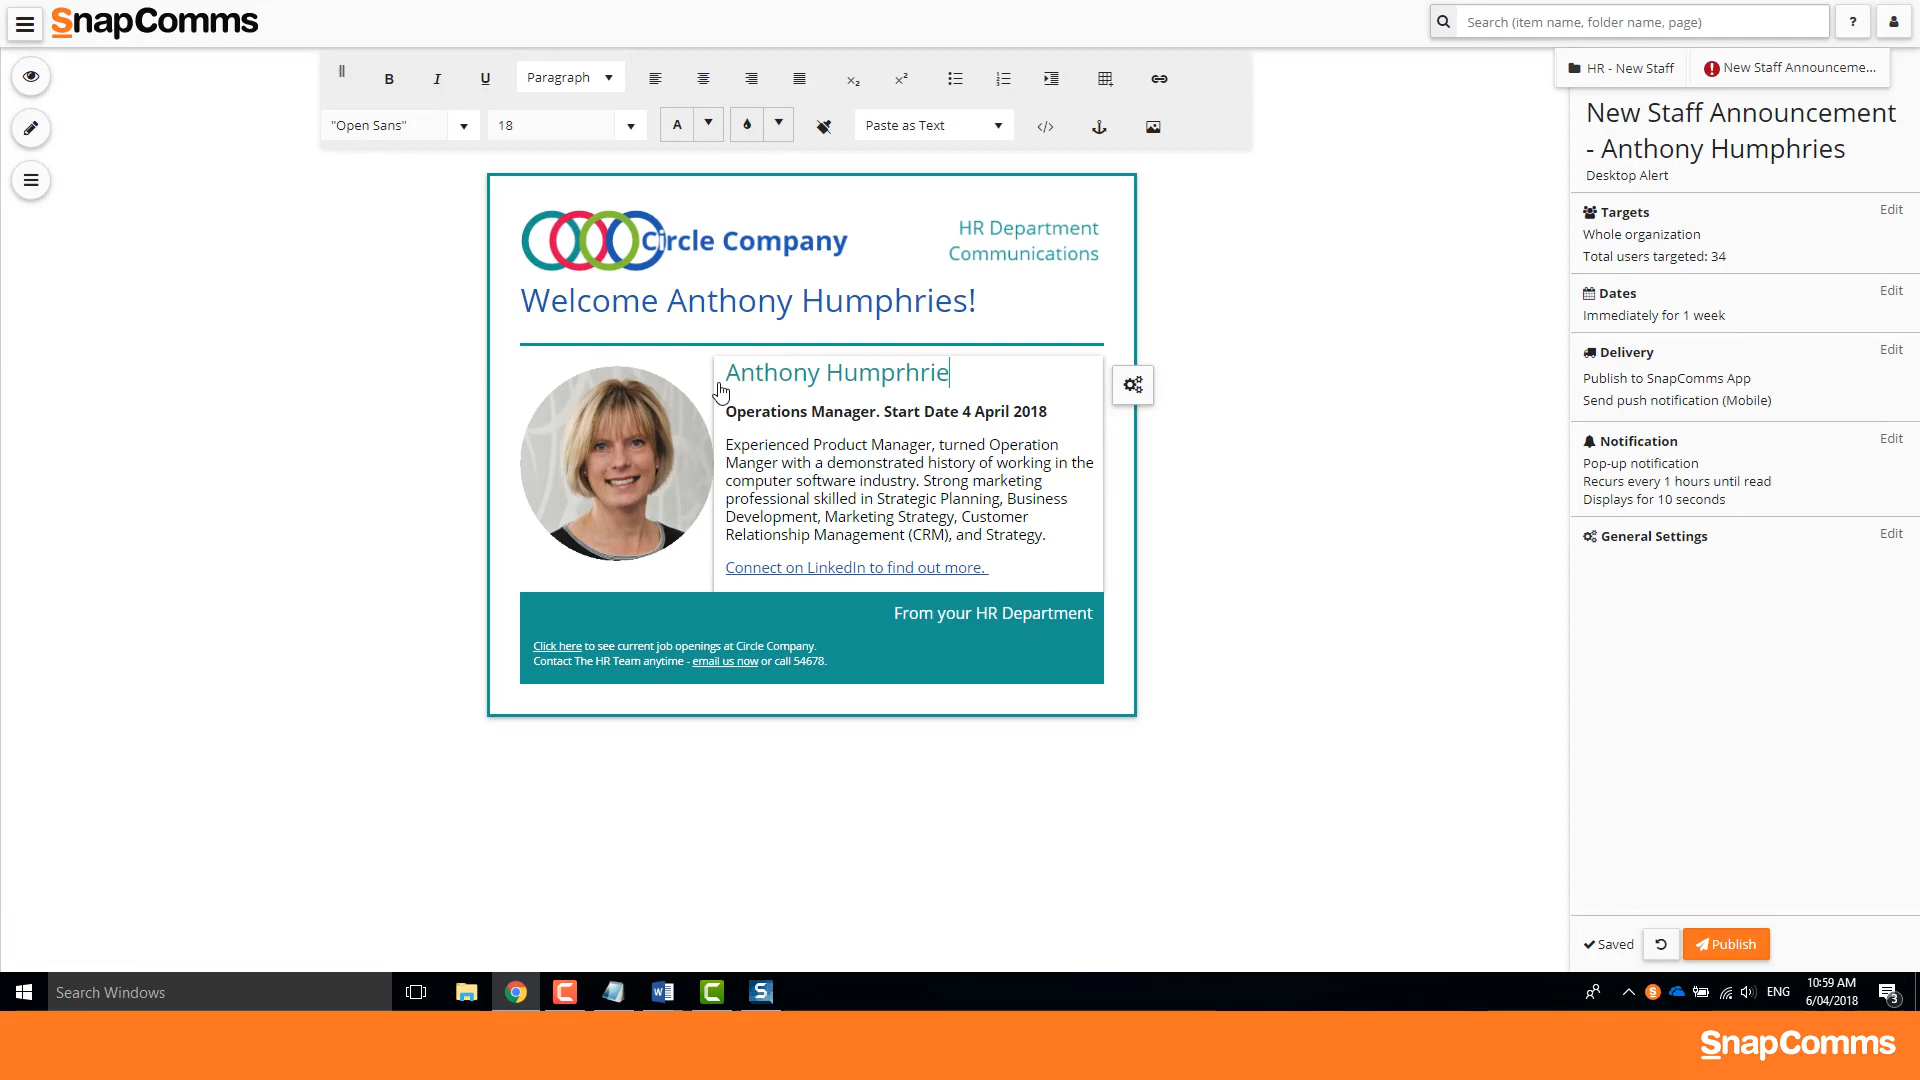 SnapComms
Search (item name, folder name, page)
?
HR - New Staff
New Staff Announceme...
B
I
U
Paragraph
x₂
x²
"Open Sans"
18
A
Paste as Text
Circle Company
HR Department
Communications
Welcome Anthony Humphries!
Anthony Humprhrie
Operations Manager. Start Date 4 April 2018
Experienced Product Manager, turned Operation
Manger with a demonstrated history of working in the
computer software industry. Strong marketing
professional skilled in Strategic Planning, Business
Development, Marketing Strategy, Customer
Relationship Management (CRM), and Strategy.
Connect on LinkedIn to find out more.
From your HR Department
Click here to see current job openings at Circle Company.
Contact The HR Team anytime - email us now or call 54678.
New Staff Announcement
- Anthony Humphries
Desktop Alert
Targets
Edit
Whole organization
Total users targeted: 34
Dates
Edit
Immediately for 1 week
Delivery
Edit
Publish to SnapComms App
Send push notification (Mobile)
Notification
Edit
Pop-up notification
Recurs every 1 hours until read
Displays for 10 seconds
General Settings
Edit
Saved
Publish
Search Windows
ENG
10:59 AM
6/04/2018
3
SnapComms